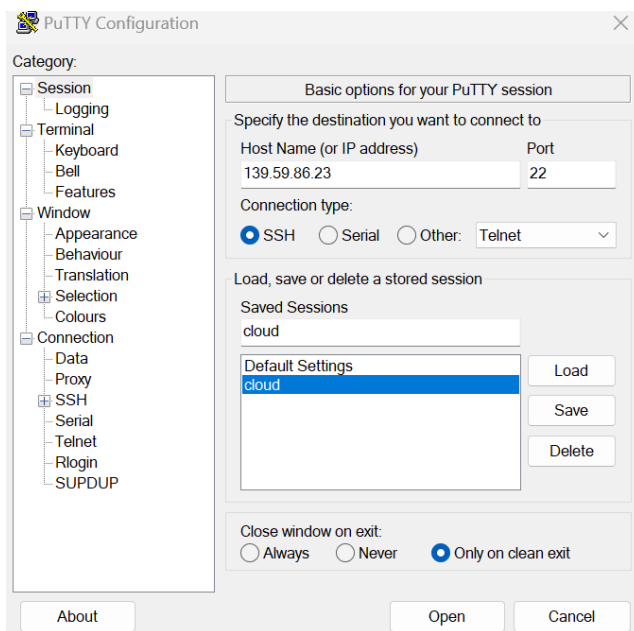 PuTTY Configuration
Category:
Session
Logging
Terminal
Keyboard
Bell
Features
Window
Appearance
Behaviour
Translation
Selection
Colours
Connection
Data
Proxy
SSH
Serial
Telnet
Rlogin
SUPDUP
Basic options for your PuTTY session
Specify the destination you want to connect to
Host Name (or IP address) Port
139.59.86.23 22
Connection type:
SSH Serial Other: Telnet
Load, save or delete a stored session
Saved Sessions
cloud
Default Settings
cloud
Load
Save
Delete
Close window on exit:
Always Never Only on clean exit
About Open Cancel